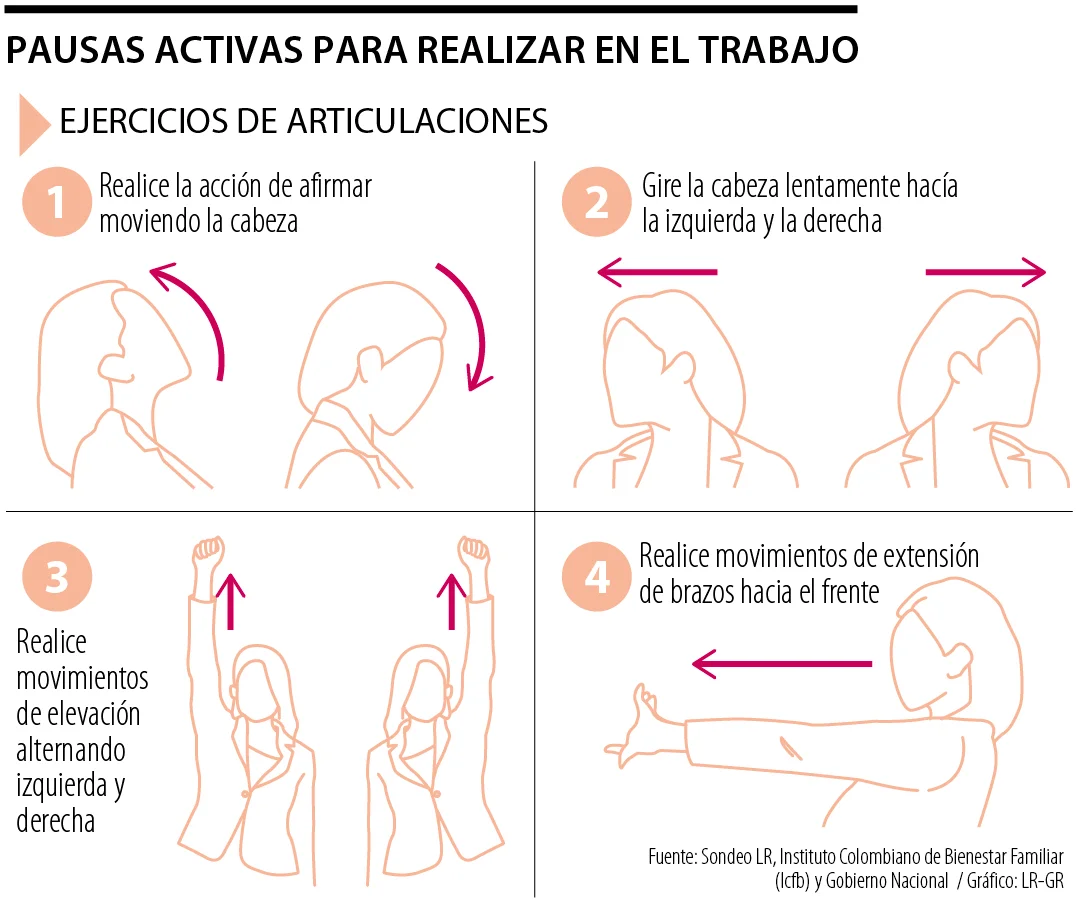 PAUSAS ACTIVAS PARA REALIZAR EN EL TRABAJO
EJERCICIOS DE ARTICULACIONES
1
Realice la acción de afirmar
moviendo la cabeza
2
Gire la cabeza lentamente hacía
la izquierda y la derecha
3
Realice
movimientos
de elevación
alternando
izquierda y
derecha
4
Realice movimientos de extensión
de brazos hacia el frente
Fuente: Sondeo LR, Instituto Colombiano de Bienestar Familiar
(Icfb) y Gobierno Nacional / Gráfico: LR-GR